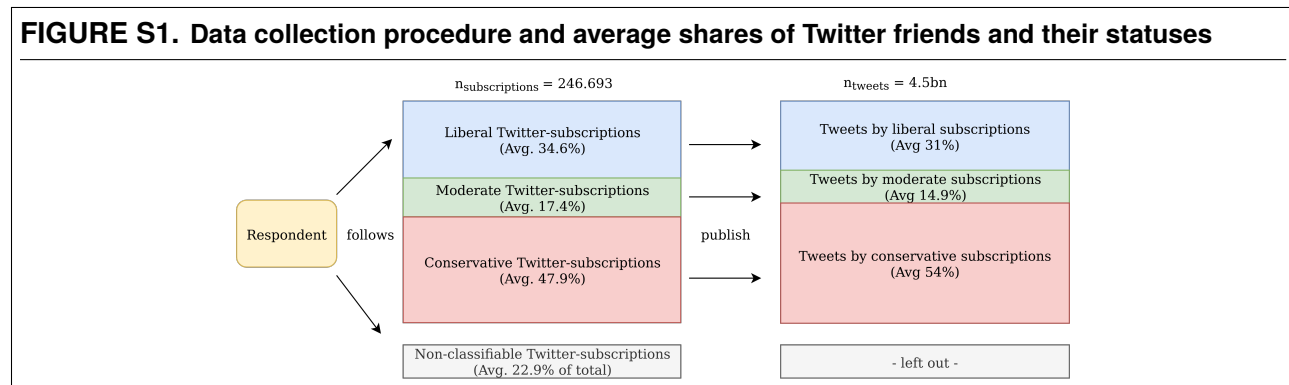 FIGURE S1. Data collection procedure and average shares of Twitter friends and their statuses
nsubscriptions = 246.693
ntweets = 4.5bn
Liberal Twitter-subscriptions
(Avg. 34.6%)
Tweets by liberal subscriptions
(Avg 31%)
Moderate Twitter-subscriptions
(Avg. 17.4%)
Tweets by moderate subscriptions
(Avg 14.9%)
Respondent
follows
publish
Conservative Twitter-subscriptions
(Avg. 47.9%)
Tweets by conservative subscriptions
(Avg 54%)
Non-classifiable Twitter-subscriptions
(Avg. 22.9% of total)
- left out -